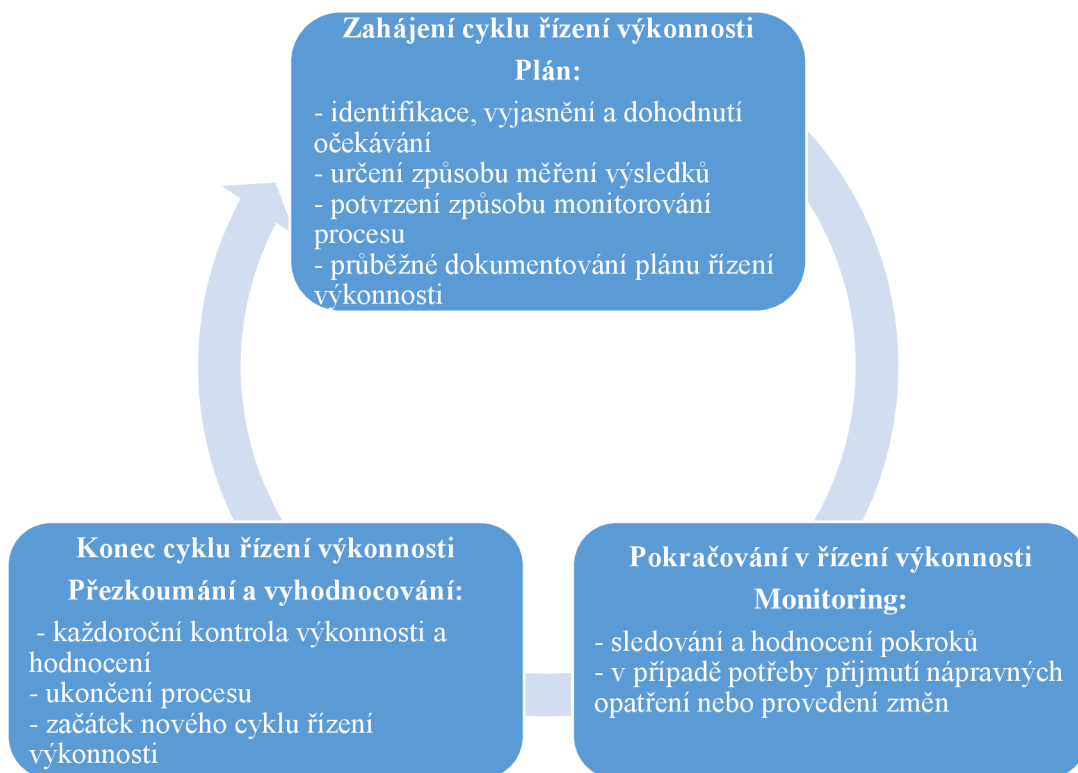 Zahájení cyklu řízení výkonnosti
Plán:
- identifikace, vyjasnění a dohodnutí
očekávání
- určení způsobu měření výsledků
- potvrzení způsobu monitorování
procesu
- průběžné dokumentování plánu řízení
výkonnosti
Pokračování v řízení výkonnosti
Monitoring:
- sledování a hodnocení pokroků
- v případě potřeby přijmutí nápravných
opatření nebo provedení změn
Konec cyklu řízení výkonnosti
Přezkoumání a vyhodnocování:
- každoroční kontrola výkonnosti a
hodnocení
- ukončení procesu
- začátek nového cyklu řízení
výkonnosti